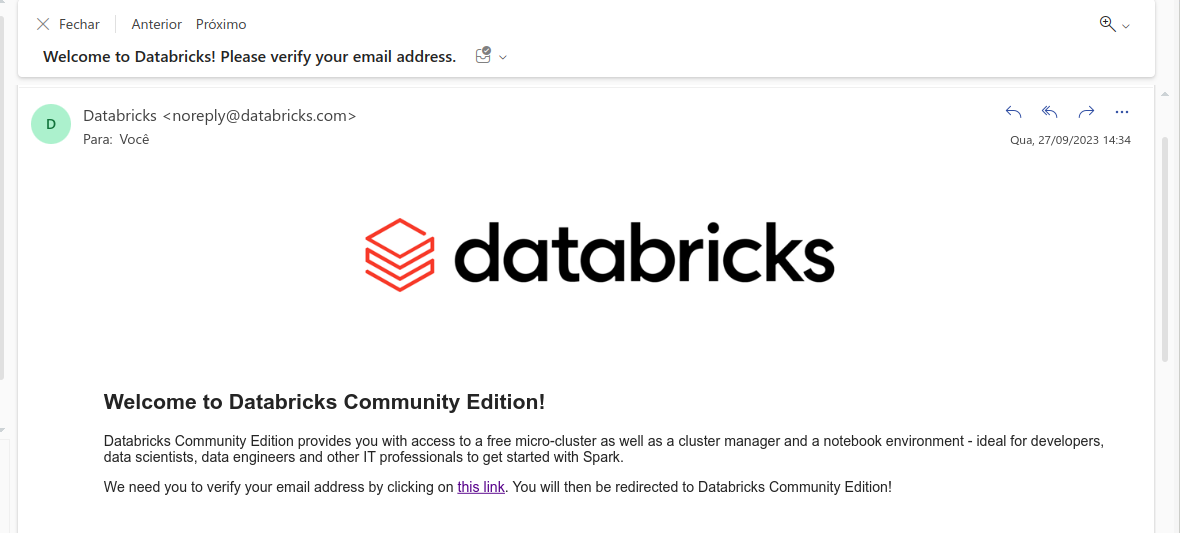 Fechar Anterior Próximo
Welcome to Databricks! Please verify your email address.
D
Databricks <noreply@databricks.com>
Para: Você
Qua, 27/09/2023 14:34
databricks
Welcome to Databricks Community Edition!
Databricks Community Edition provides you with access to a free micro-cluster as well as a cluster manager and a notebook environment - ideal for developers,
data scientists, data engineers and other IT professionals to get started with Spark.
We need you to verify your email address by clicking on this link. You will then be redirected to Databricks Community Edition!